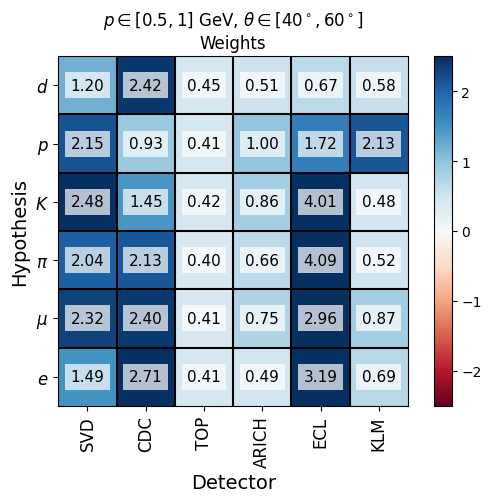 p ∈ [0.5, 1] GeV, θ ∈ [40°, 60°]
Weights
d 1.20 2.42 0.45 0.51 0.67 0.58
p 2.15 0.93 0.41 1.00 1.72 2.13
K 2.48 1.45 0.42 0.86 4.01 0.48
π 2.04 2.13 0.40 0.66 4.09 0.52
μ 2.32 2.40 0.41 0.75 2.96 0.87
e 1.49 2.71 0.41 0.49 3.19 0.69
Hypothesis
SVD CDC TOP ARICH ECL KLM
Detector
2
1
0
−1
−2